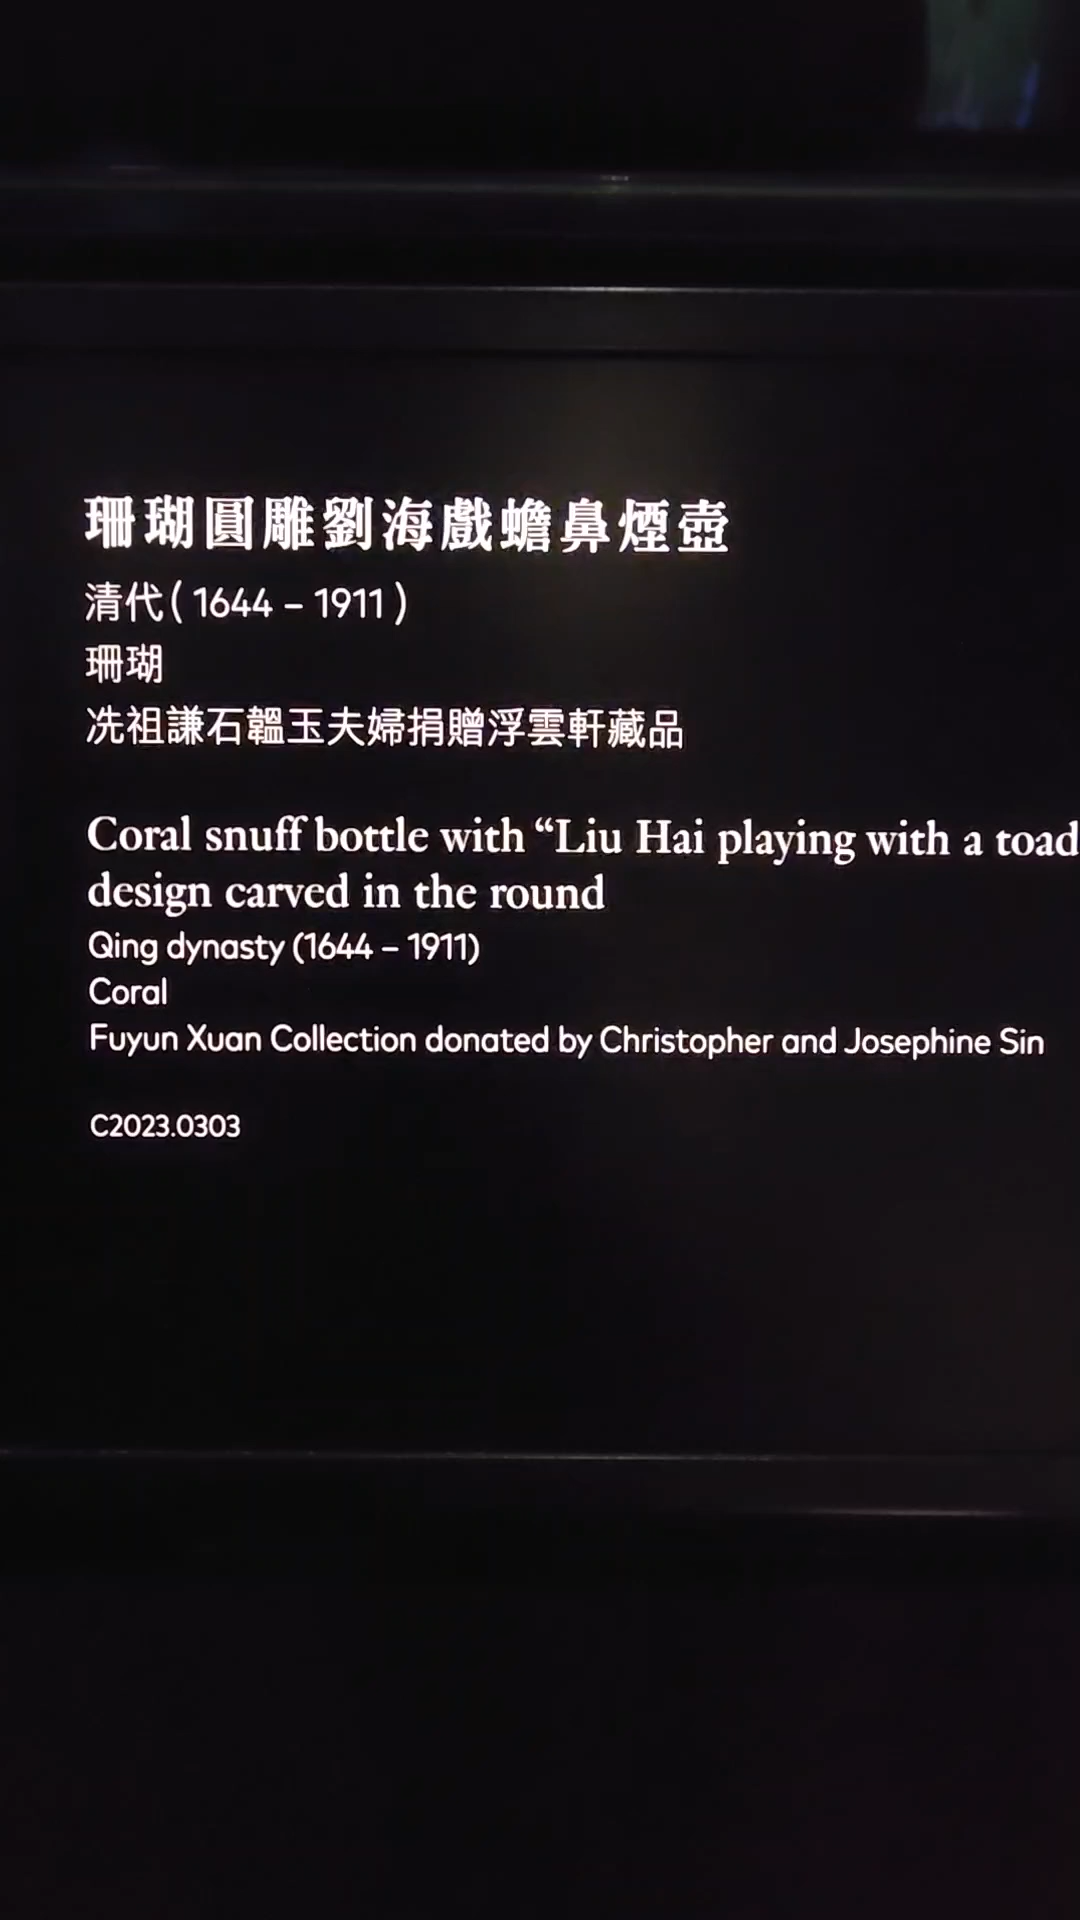 珊瑚圓雕劉海戲蟾鼻煙壺
清代(1644 – 1911)
珊瑚
冼祖謙石韞玉夫婦捐贈浮雲軒藏品
Coral snuff bottle with “Liu Hai playing with a toad
design carved in the round
Qing dynasty (1644 – 1911)
Coral
Fuyun Xuan Collection donated by Christopher and Josephine Sin
C2023.0303